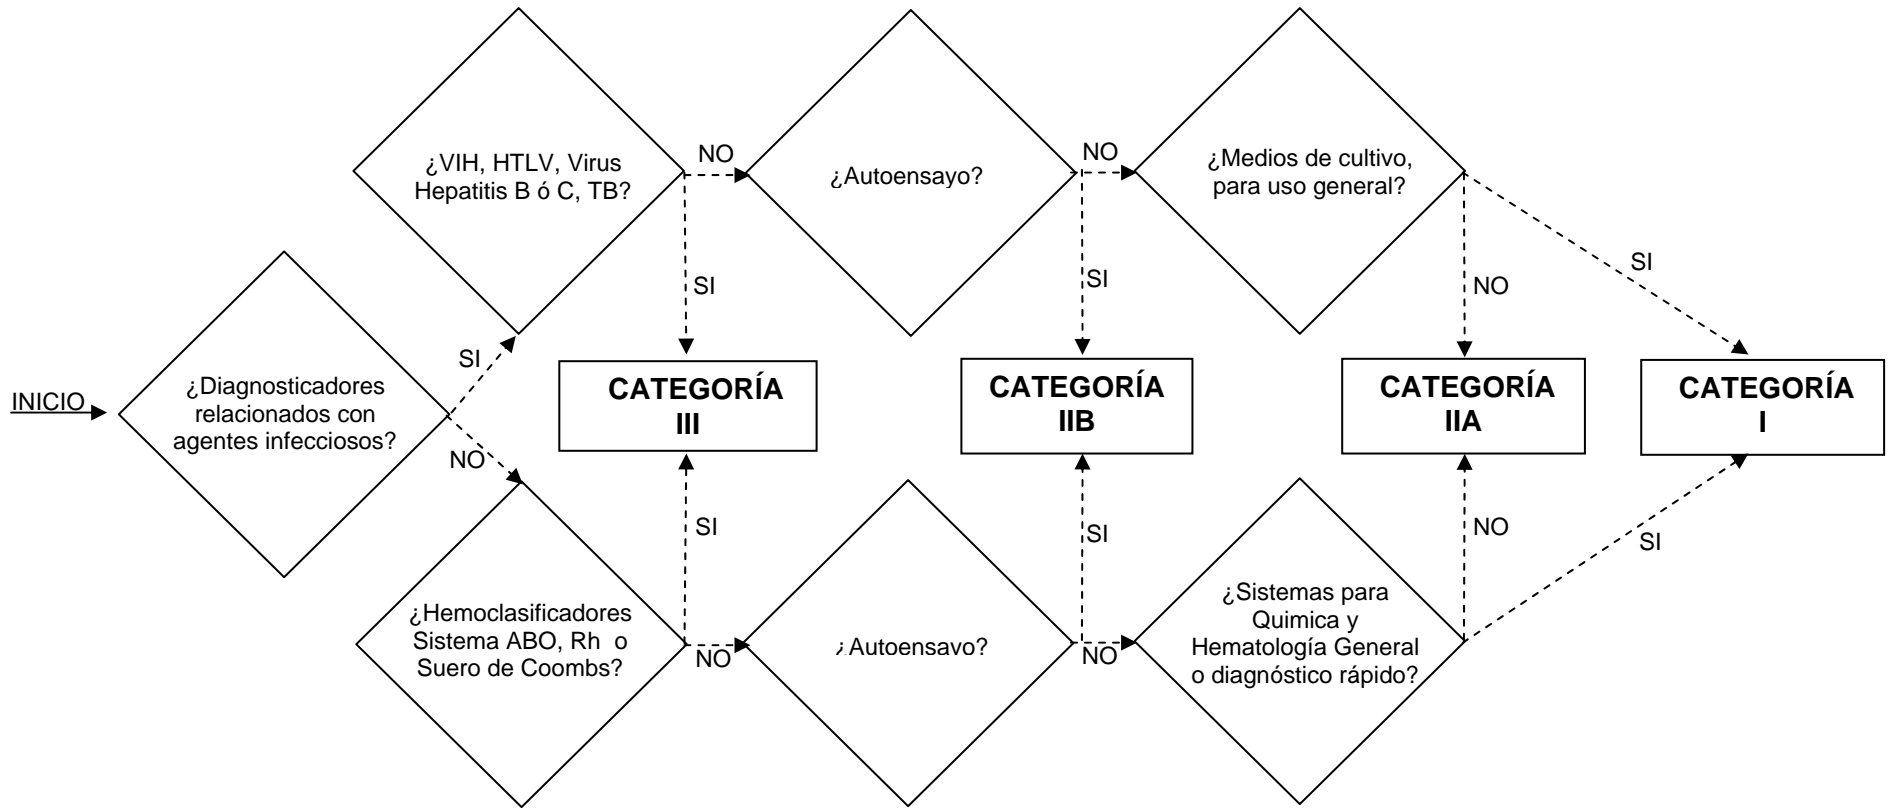 ¿VIH, HTLV, Virus
Hepatitis B ó C, TB?
NO
SI
¿Autoensayo?
NO
SI
¿Medios de cultivo,
para uso general?
NO
SI
INICIO
¿Diagnosticadores
relacionados con
agentes infecciosos?
SI
NO
CATEGORÍA
III
CATEGORÍA
IIB
CATEGORÍA
IIA
CATEGORÍA
I
¿Hemoclasificadores
Sistema ABO, Rh o
Suero de Coombs?
SI
NO
¿Autoensavo?
SI
NO
¿Sistemas para
Quimica y
Hematología General
o diagnóstico rápido?
NO
SI